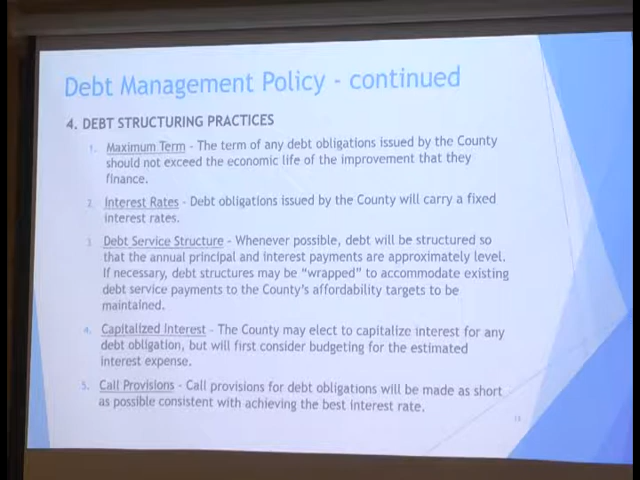 Debt Management Policy - continued
4. DEBT STRUCTURING PRACTICES
1. Maximum Term - The term of any debt obligations issued by the County
should not exceed the economic life of the improvement that they
finance.
2. Interest Rates - Debt obligations issued by the County will carry a fixed
interest rates.
3. Debt Service Structure - Whenever possible, debt will be structured so
that the annual principal and interest payments are approximately level.
If necessary, debt structures may be "wrapped" to accommodate existing
debt service payments to the County's affordability targets to be
maintained.
4. Capitalized Interest - The County may elect to capitalize interest for any
debt obligation, but will first consider budgeting for the estimated
interest expense.
5. Call Provisions - Call provisions for debt obligations will be made as short
as possible consistent with achieving the best interest rate.